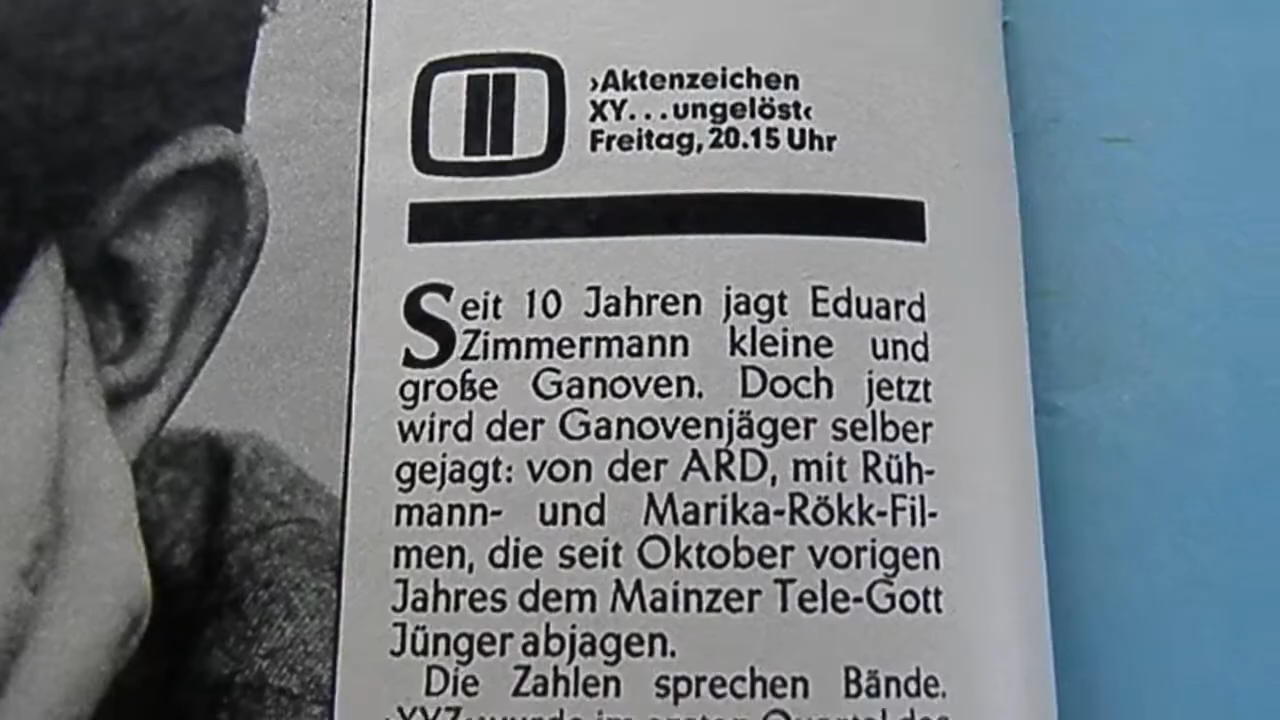 II
›Aktenzeichen
XY...ungelöst‹
Freitag, 20.15 Uhr
Seit 10 Jahren jagt Eduard
Zimmermann kleine und
große Ganoven. Doch jetzt
wird der Ganovenjäger selber
gejagt: von der ARD, mit Rüh-
mann- und Marika-Rökk-Fil-
men, die seit Oktober vorigen
Jahres dem Mainzer Tele-Gott
Jünger abjagen.
Die Zahlen sprechen Bände.